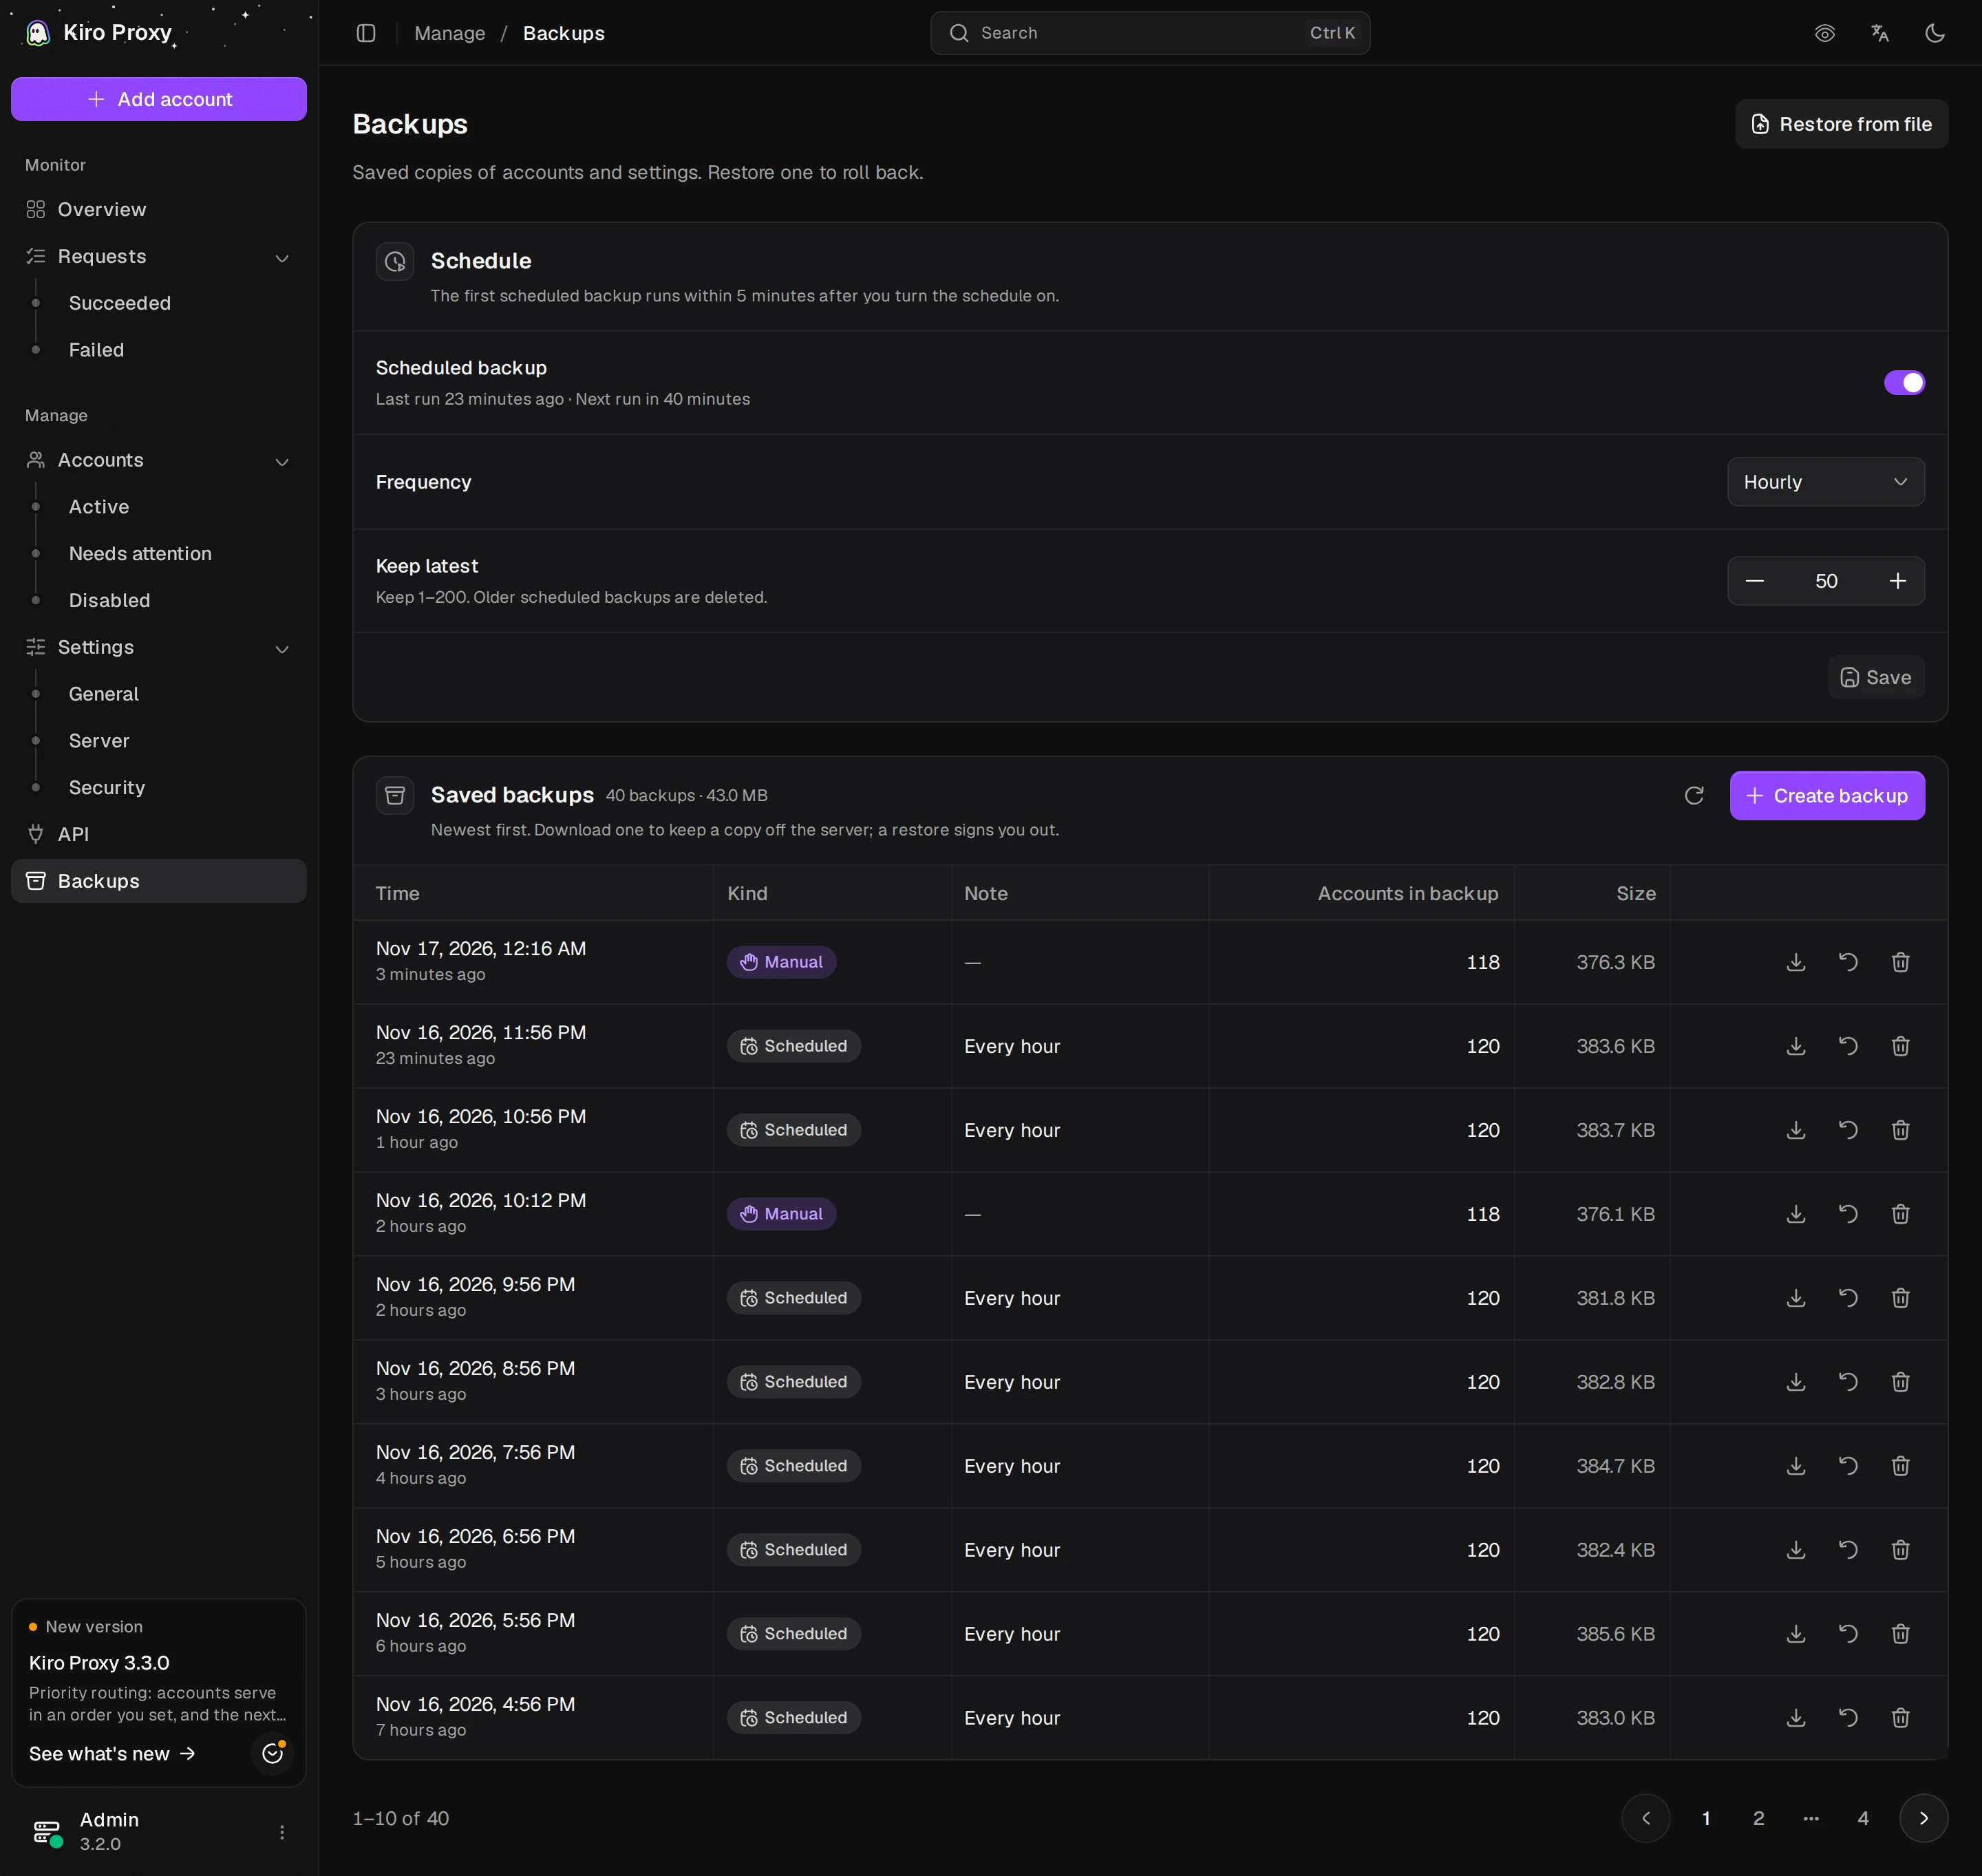 Kiro Proxy
Add account
Monitor
Overview
Requests
Succeeded
Failed
Manage
Accounts
Active
Needs attention
Disabled
Settings
General
Server
Security
API
Backups
New version
Kiro Proxy 3.3.0
Priority routing: accounts serve
in an order you set, and the next...
See what's new
Admin
3.2.0
Manage / Backups
Search Ctrl K
Backups
Restore from file
Saved copies of accounts and settings. Restore one to roll back.
Schedule
The first scheduled backup runs within 5 minutes after you turn the schedule on.
Scheduled backup
Last run 23 minutes ago · Next run in 40 minutes
Frequency
Hourly
Keep latest
Keep 1–200. Older scheduled backups are deleted.
50
Save
Saved backups 40 backups · 43.0 MB
Create backup
Newest first. Download one to keep a copy off the server; a restore signs you out.
Time Kind Note Accounts in backup Size
Nov 17, 2026, 12:16 AM
3 minutes ago
Manual — 118 376.3 KB
Nov 16, 2026, 11:56 PM
23 minutes ago
Scheduled Every hour 120 383.6 KB
Nov 16, 2026, 10:56 PM
1 hour ago
Scheduled Every hour 120 383.7 KB
Nov 16, 2026, 10:12 PM
2 hours ago
Manual — 118 376.1 KB
Nov 16, 2026, 9:56 PM
2 hours ago
Scheduled Every hour 120 381.8 KB
Nov 16, 2026, 8:56 PM
3 hours ago
Scheduled Every hour 120 382.8 KB
Nov 16, 2026, 7:56 PM
4 hours ago
Scheduled Every hour 120 384.7 KB
Nov 16, 2026, 6:56 PM
5 hours ago
Scheduled Every hour 120 382.4 KB
Nov 16, 2026, 5:56 PM
6 hours ago
Scheduled Every hour 120 385.6 KB
Nov 16, 2026, 4:56 PM
7 hours ago
Scheduled Every hour 120 383.0 KB
1–10 of 40
1 2 ... 4